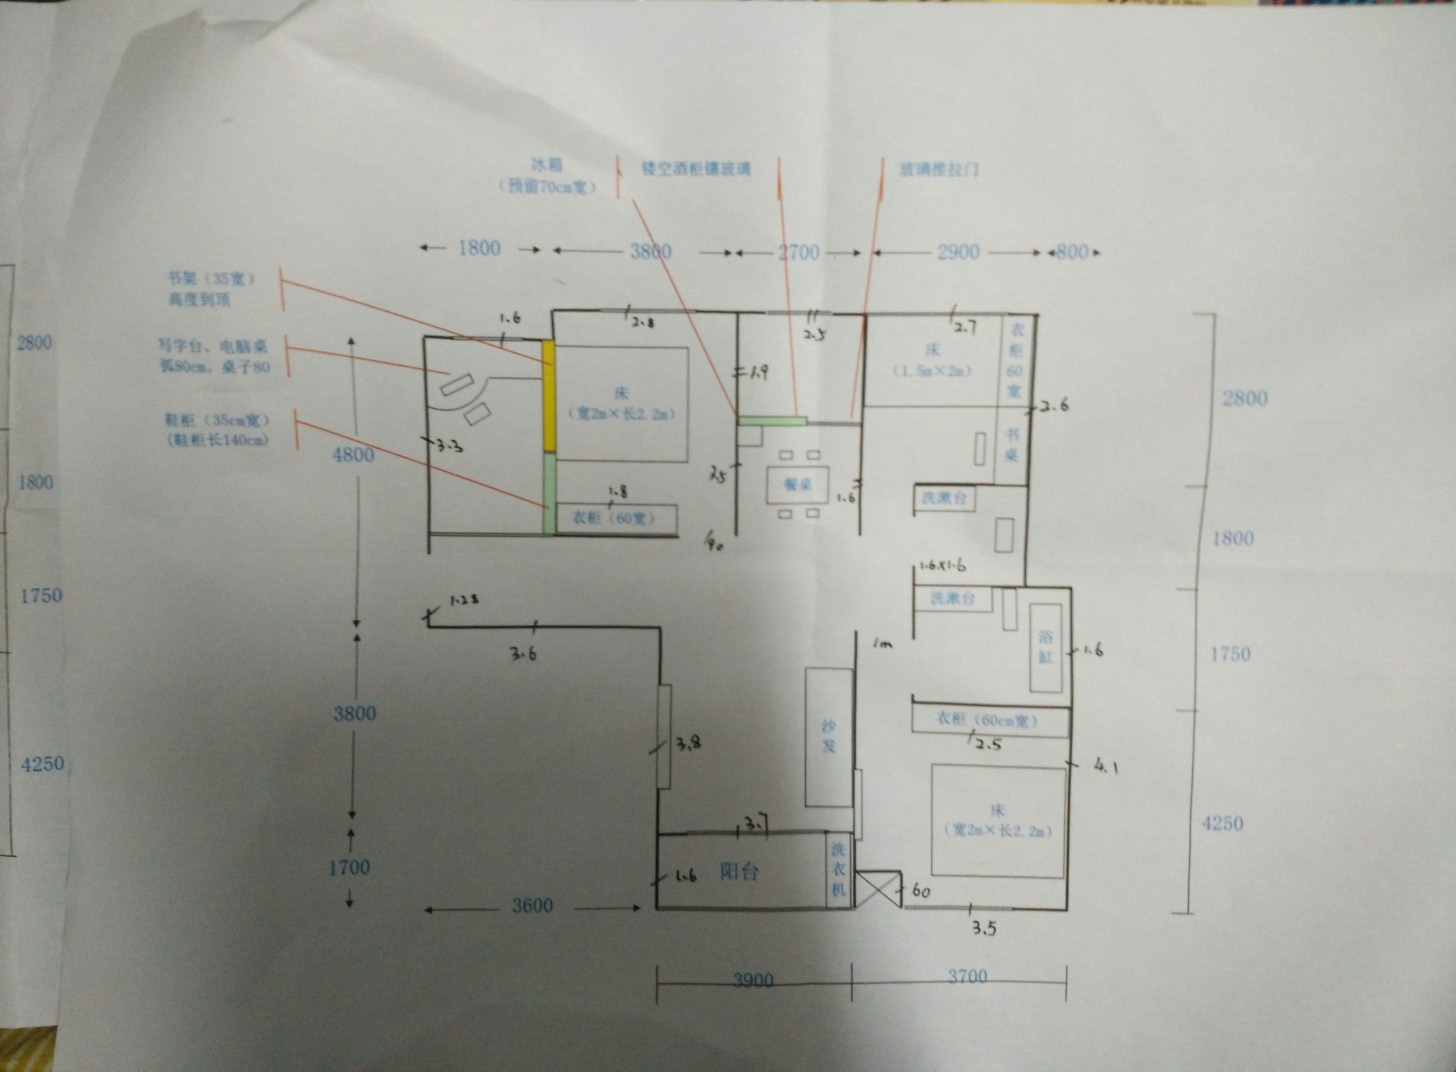 冰箱
（预留70cm宽）
镂空酒柜镶玻璃
玻璃推拉门
1800
3800
2700
2900
800
书架（35宽）
高度到顶
写字台、电脑桌
弧80cm、桌子80
鞋柜（35cm宽）
(鞋柜长140cm)
2800
1800
1750
4250
1.6
2.8
2.5
2.7
床
（宽2m×长2.2m）
1.9
床
（1.5m×2m）
衣柜60宽
2.6
2800
3.3
4800
书桌
餐桌
1.6
1.8
衣柜（60宽）
90
洗漱台
1800
1.6×1.6
洗漱台
1.28
3.6
1m
浴缸
1.6
1750
3800
3.8
沙发
衣柜（60cm宽）
2.5
4.1
床
（宽2m×长2.2m）
4250
3.7
1700
1.6
阳台
洗衣机
60
3600
3.5
3900
3700